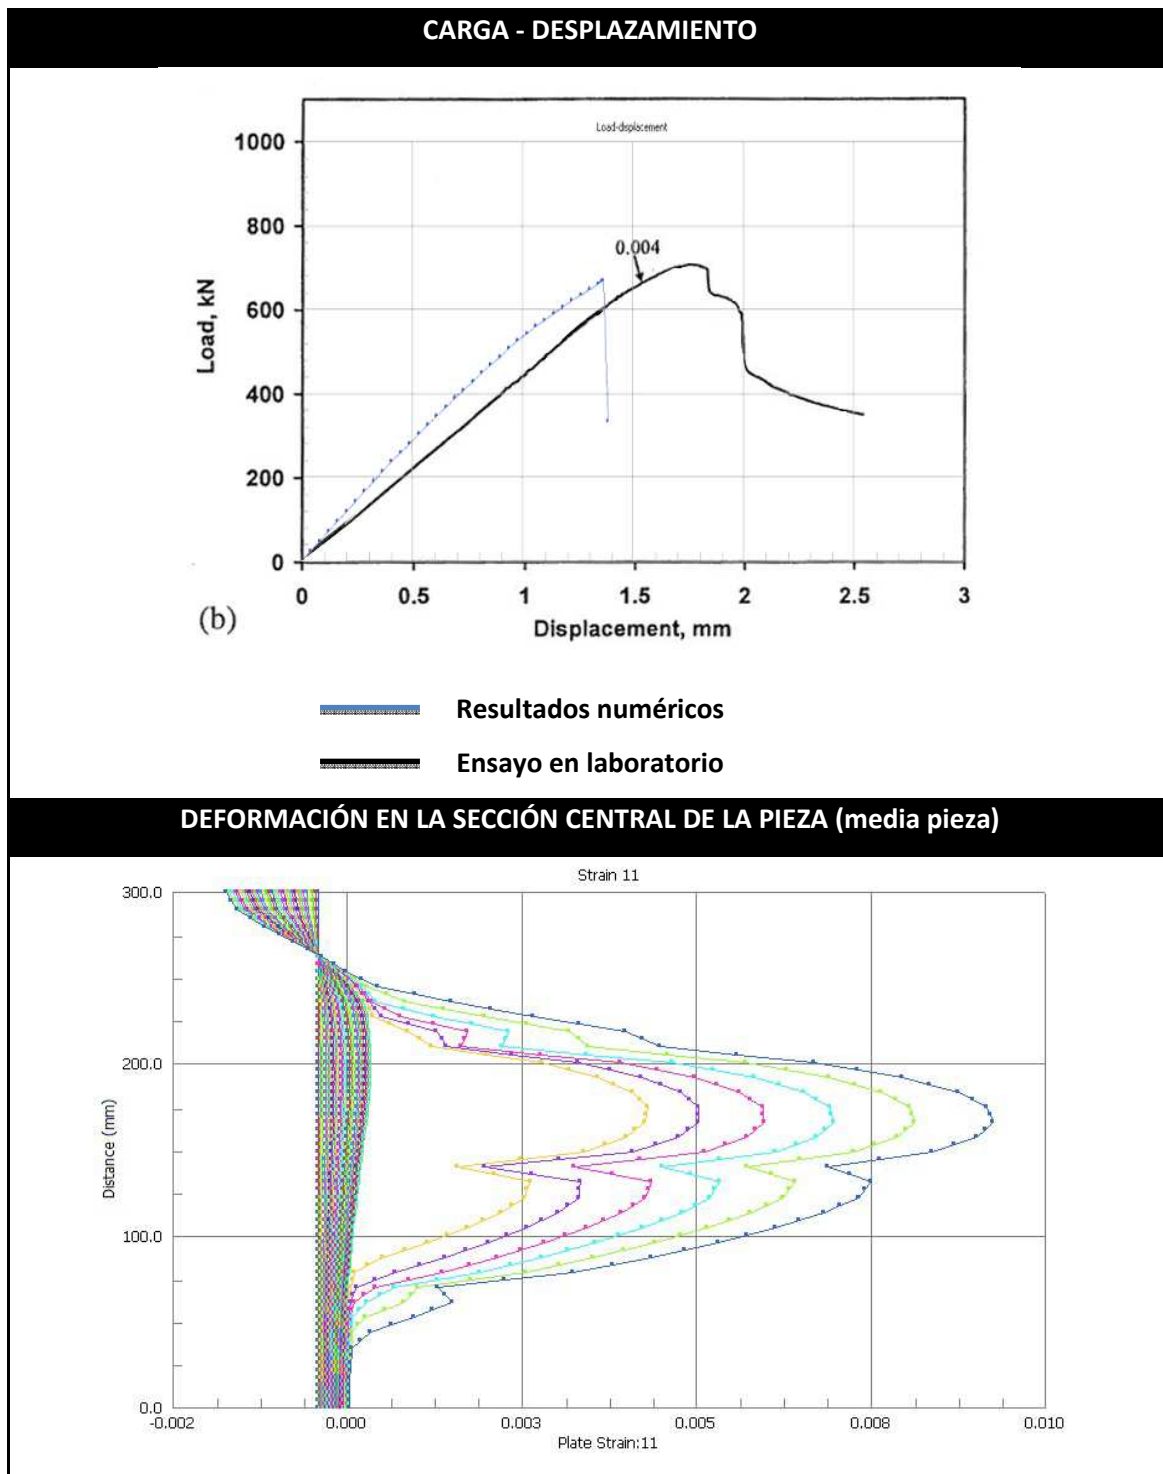 CARGA - DESPLAZAMIENTO
Load-displacement
1000
800
600
400
200
0
Load, kN
0.004
0 0.5 1 1.5 2 2.5 3
Displacement, mm
(b)
Resultados numéricos
Ensayo en laboratorio
DEFORMACIÓN EN LA SECCIÓN CENTRAL DE LA PIEZA (media pieza)
Strain 11
300.0
200.0
100.0
0.0
Distance (mm)
-0.002 0.000 0.003 0.005 0.008 0.010
Plate Strain:11